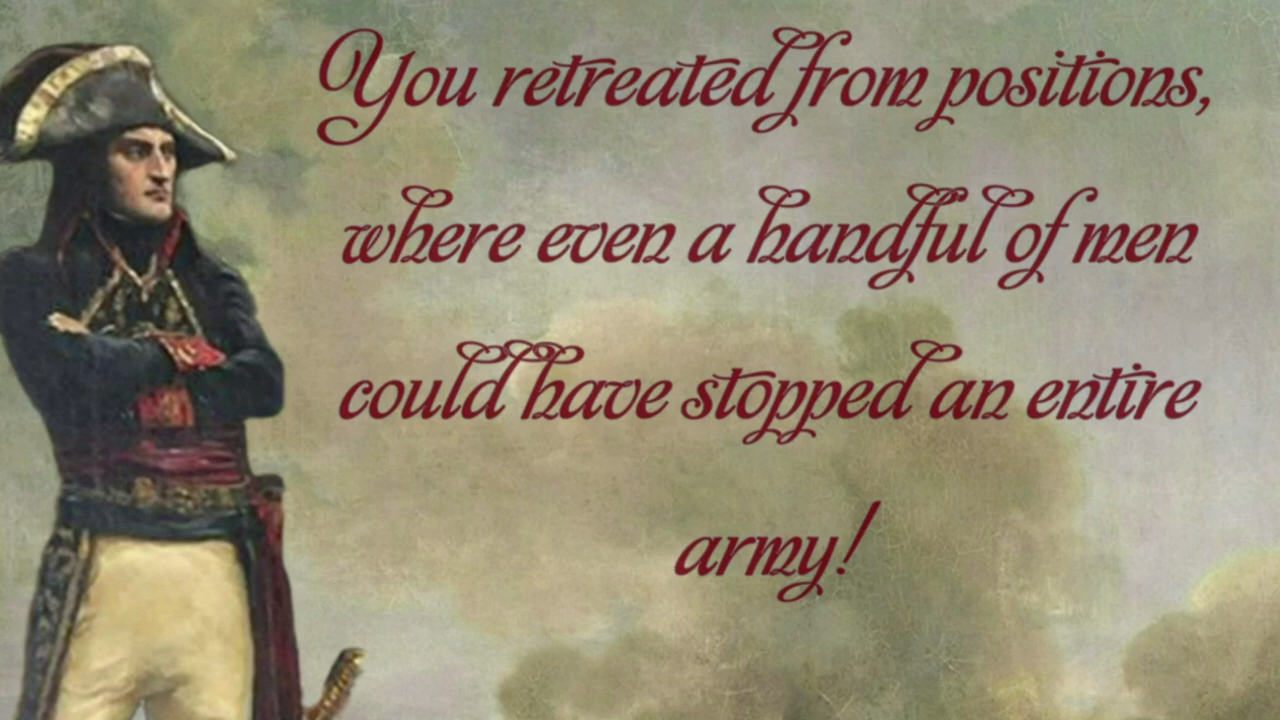 You retreated from positions,
where even a handful of men
could have stopped an entire
army!